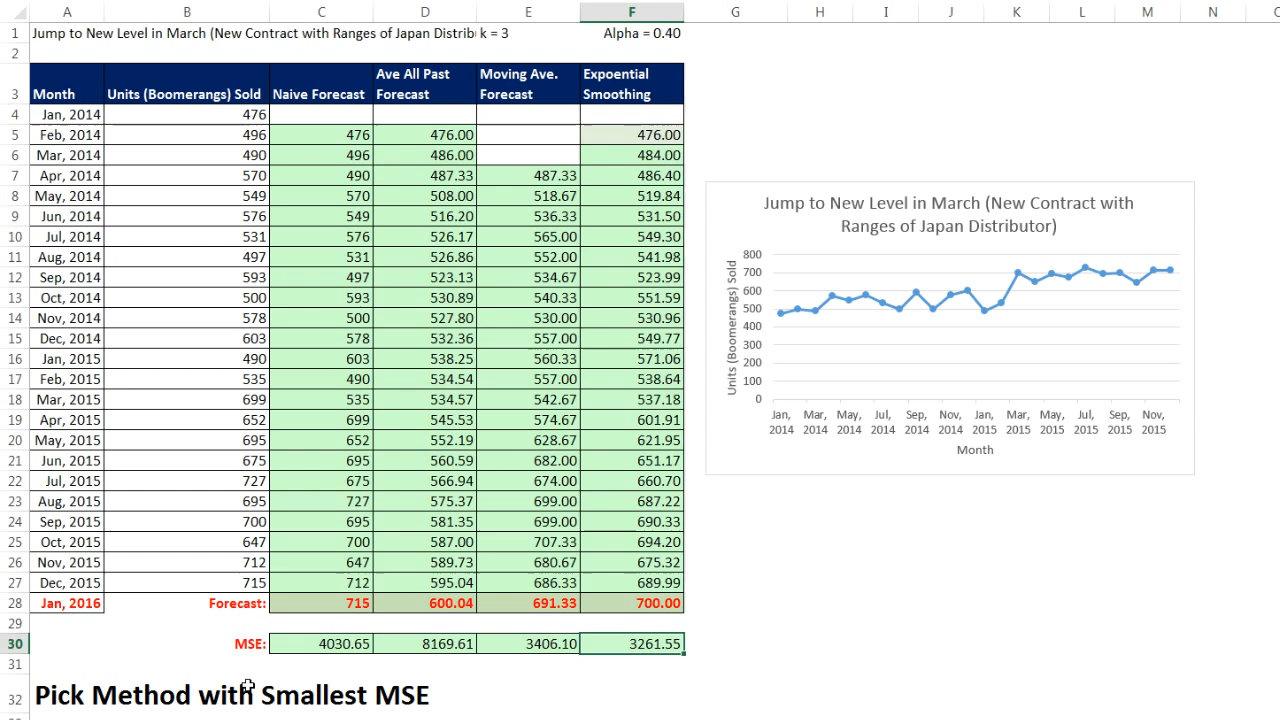 A B C D E F G H I J K L M N
1 Jump to New Level in March (New Contract with Ranges of Japan Distrib k = 3 Alpha = 0.40
2
3 Month Units (Boomerangs) Sold Naive Forecast Ave All Past Forecast Moving Ave. Forecast Expoential Smoothing
4 Jan, 2014 476
5 Feb, 2014 496 476 476.00 476.00
6 Mar, 2014 490 496 486.00 484.00
7 Apr, 2014 570 490 487.33 487.33 486.40
8 May, 2014 549 570 508.00 518.67 519.84
9 Jun, 2014 576 549 516.20 536.33 531.50
10 Jul, 2014 531 576 526.17 565.00 549.30
11 Aug, 2014 497 531 526.86 552.00 541.98
12 Sep, 2014 593 497 523.13 534.67 523.99
13 Oct, 2014 500 593 530.89 540.33 551.59
14 Nov, 2014 578 500 527.80 530.00 530.96
15 Dec, 2014 603 578 532.36 557.00 549.77
16 Jan, 2015 490 603 538.25 560.33 571.06
17 Feb, 2015 535 490 534.54 557.00 538.64
18 Mar, 2015 699 535 534.57 542.67 537.18
19 Apr, 2015 652 699 545.53 574.67 601.91
20 May, 2015 695 652 552.19 628.67 621.95
21 Jun, 2015 675 695 560.59 682.00 651.17
22 Jul, 2015 727 675 566.94 674.00 660.70
23 Aug, 2015 695 727 575.37 699.00 687.22
24 Sep, 2015 700 695 581.35 699.00 690.33
25 Oct, 2015 647 700 587.00 707.33 694.20
26 Nov, 2015 712 647 589.73 680.67 675.32
27 Dec, 2015 715 712 595.04 686.33 689.99
28 Jan, 2016 Forecast: 715 600.04 691.33 700.00
29
30 MSE: 4030.65 8169.61 3406.10 3261.55
31
32 Pick Method with Smallest MSE
Jump to New Level in March (New Contract with
Ranges of Japan Distributor)
Units (Boomerangs) Sold
800
700
600
500
400
300
200
100
0
Jan, Mar, May, Jul, Sep, Nov, Jan, Mar, May, Jul, Sep, Nov,
2014 2014 2014 2014 2014 2014 2015 2015 2015 2015 2015 2015
Month